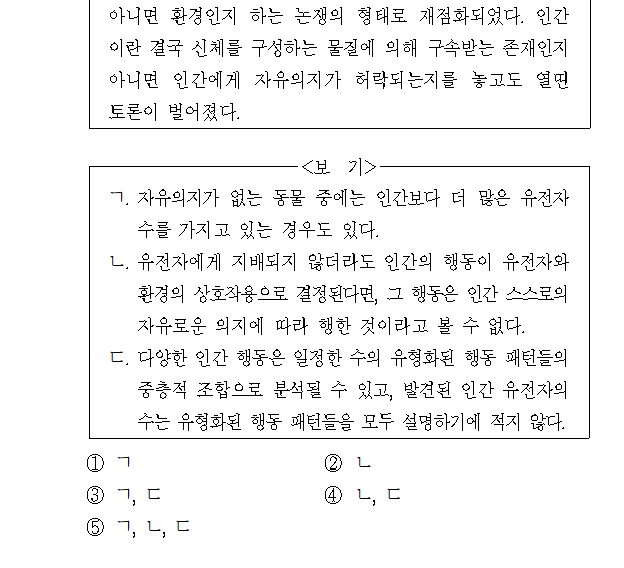 아니면 환경인지 하는 논쟁의 형태로 재점화되었다. 인간
이란 결국 신체를 구성하는 물질에 의해 구속받는 존재인지
아니면 인간에게 자유의지가 허락되는지를 놓고도 열띤
토론이 벌어졌다.
<보 기>
ㄱ. 자유의지가 없는 동물 중에는 인간보다 더 많은 유전자
수를 가지고 있는 경우도 있다.
ㄴ. 유전자에게 지배되지 않더라도 인간의 행동이 유전자와
환경의 상호작용으로 결정된다면, 그 행동은 인간 스스로의
자유로운 의지에 따라 행한 것이라고 볼 수 없다.
ㄷ. 다양한 인간 행동은 일정한 수의 유형화된 행동 패턴들의
중층적 조합으로 분석될 수 있고, 발견된 인간 유전자의
수는 유형화된 행동 패턴들을 모두 설명하기에 적지 않다.
① ㄱ ② ㄴ
③ ㄱ, ㄷ ④ ㄴ, ㄷ
⑤ ㄱ, ㄴ, ㄷ